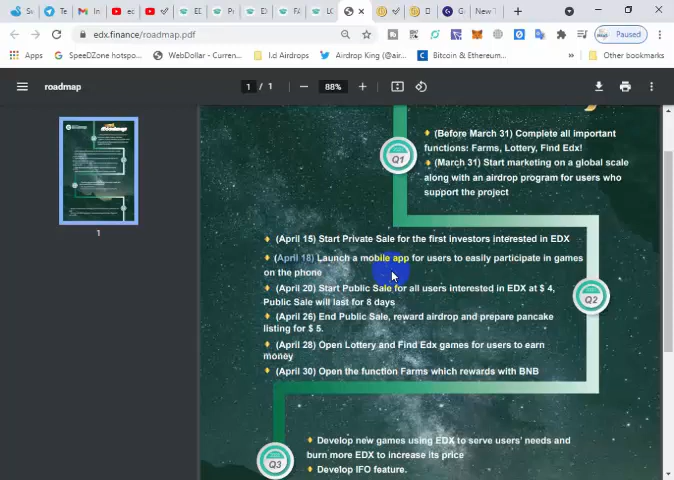 Te
In
ec
Pr
New T
edx.finance/roadmap.pdf
Paused
Apps
SpeedZone hotspo...
WebDollar - Curren...
I.d Airdrops
Airdrop King (@air...
Bitcoin & Ethereum...
Other bookmarks
roadmap
1 / 1
88%
1
Q1
(Before March 31) Complete all important
functions: Farms, Lottery, Find Edx!
(March 31) Start marketing on a global scale
along with an airdrop program for users who
support the project
(April 15) Start Private Sale for the first investors interested in EDX
(April 18) Launch a mobile app for users to easily participate in games
on the phone
(April 20) Start Public Sale for all users interested in EDX at $ 4,
Public Sale will last for 8 days
Q2
(April 26) End Public Sale, reward airdrop and prepare pancake
listing for $ 5.
(April 28) Open Lottery and Find Edx games for users to earn
money
(April 30) Open the function Farms which rewards with BNB
Develop new games using EDX to serve users' needs and
burn more EDX to increase its price
Q3
Develop IFO feature.